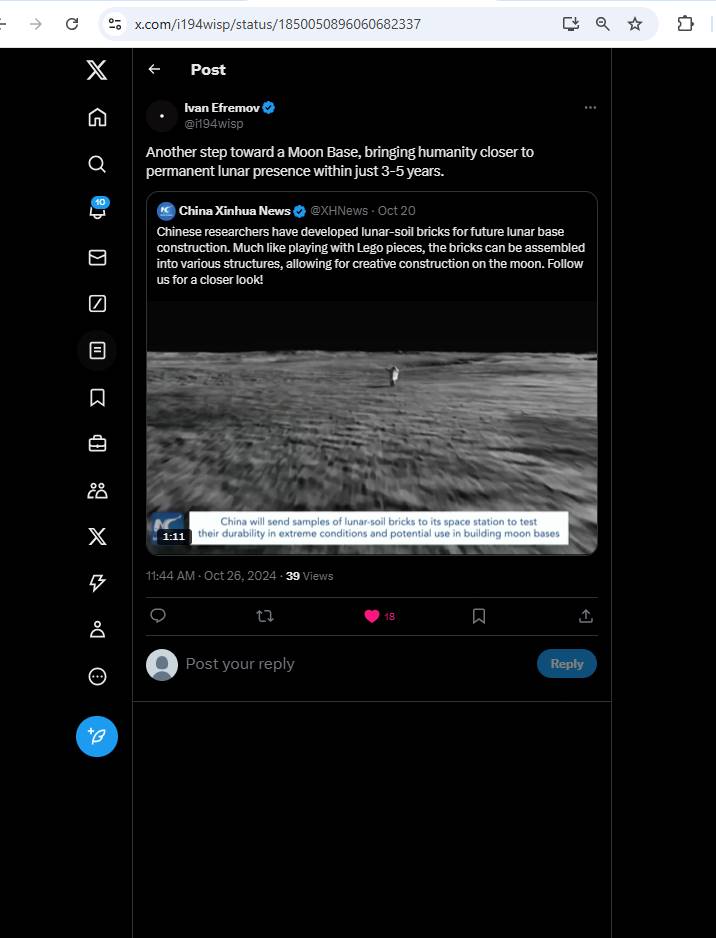 x.com/i194wisp/status/1850050896060682337
Post
Ivan Efremov
@i194wisp
Another step toward a Moon Base, bringing humanity closer to
permanent lunar presence within just 3-5 years.
10
China Xinhua News @XHNews · Oct 20
Chinese researchers have developed lunar-soil bricks for future lunar base
construction. Much like playing with Lego pieces, the bricks can be assembled
into various structures, allowing for creative construction on the moon. Follow
us for a closer look!
China will send samples of lunar-soil bricks to its space station to test
their durability in extreme conditions and potential use in building moon bases
1:11
11:44 AM · Oct 26, 2024 · 39 Views
18
Post your reply
Reply